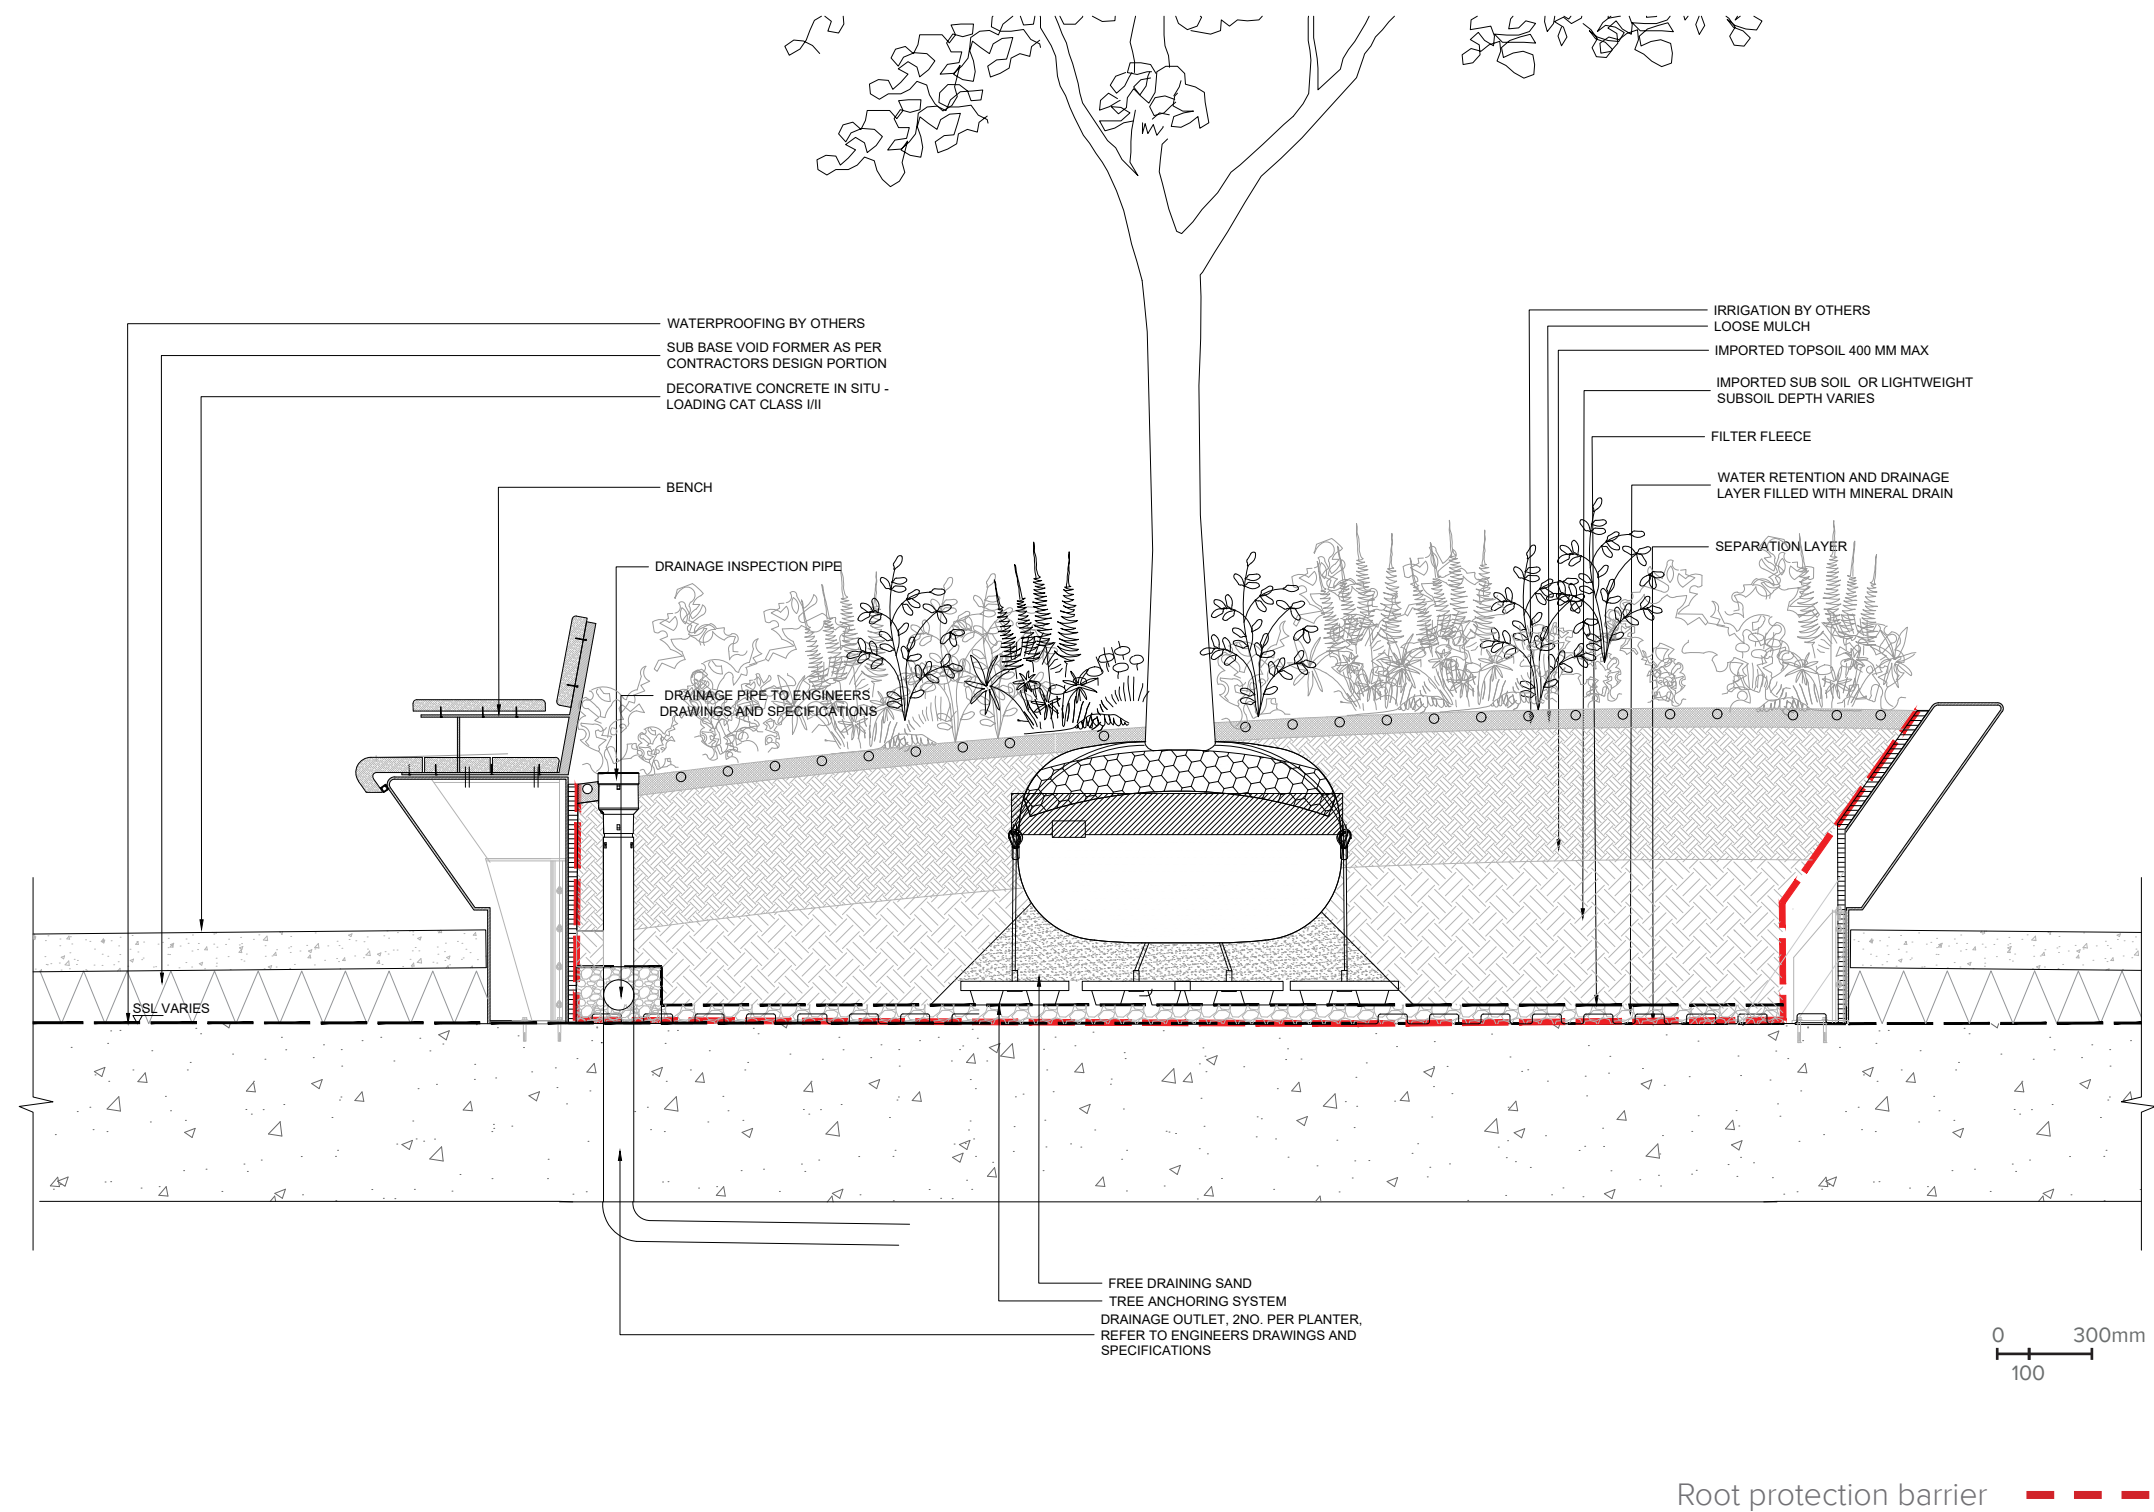 WATERPROOFING BY OTHERS
SUB BASE VOID FORMER AS PER
CONTRACTORS DESIGN PORTION
DECORATIVE CONCRETE IN SITU -
LOADING CAT CLASS I/II
BENCH
DRAINAGE INSPECTION PIPE
DRAINAGE PIPE TO ENGINEERS
DRAWINGS AND SPECIFICATIONS
SSL VARIES
IRRIGATION BY OTHERS
LOOSE MULCH
IMPORTED TOPSOIL 400 MM MAX
IMPORTED SUB SOIL OR LIGHTWEIGHT
SUBSOIL DEPTH VARIES
FILTER FLEECE
WATER RETENTION AND DRAINAGE
LAYER FILLED WITH MINERAL DRAIN
SEPARATION LAYER
FREE DRAINING SAND
TREE ANCHORING SYSTEM
DRAINAGE OUTLET, 2NO. PER PLANTER,
REFER TO ENGINEERS DRAWINGS AND
SPECIFICATIONS
0 300mm
100
Root protection barrier